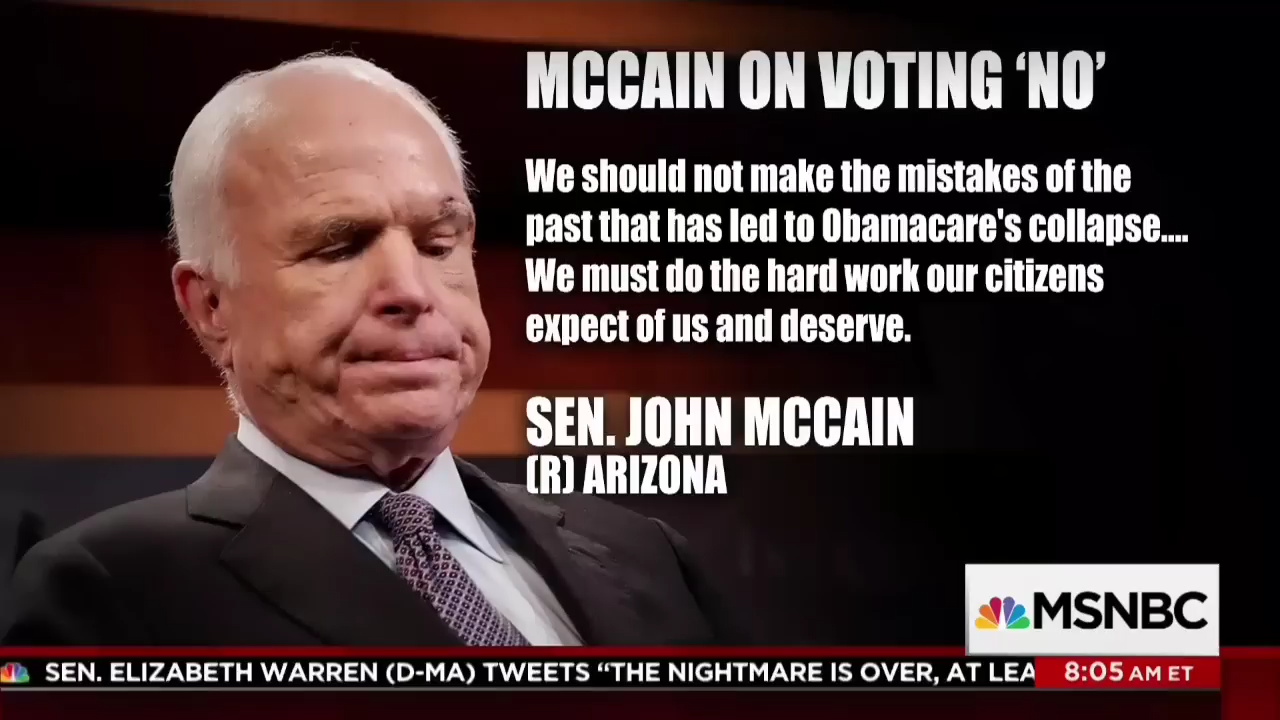 MCCAIN ON VOTING ‘NO’
We should not make the mistakes of the
past that has led to Obamacare's collapse....
We must do the hard work our citizens
expect of us and deserve.
SEN. JOHN MCCAIN
(R) ARIZONA
MSNBC
SEN. ELIZABETH WARREN (D-MA) TWEETS “THE NIGHTMARE IS OVER, AT LEA
8:05 AM ET